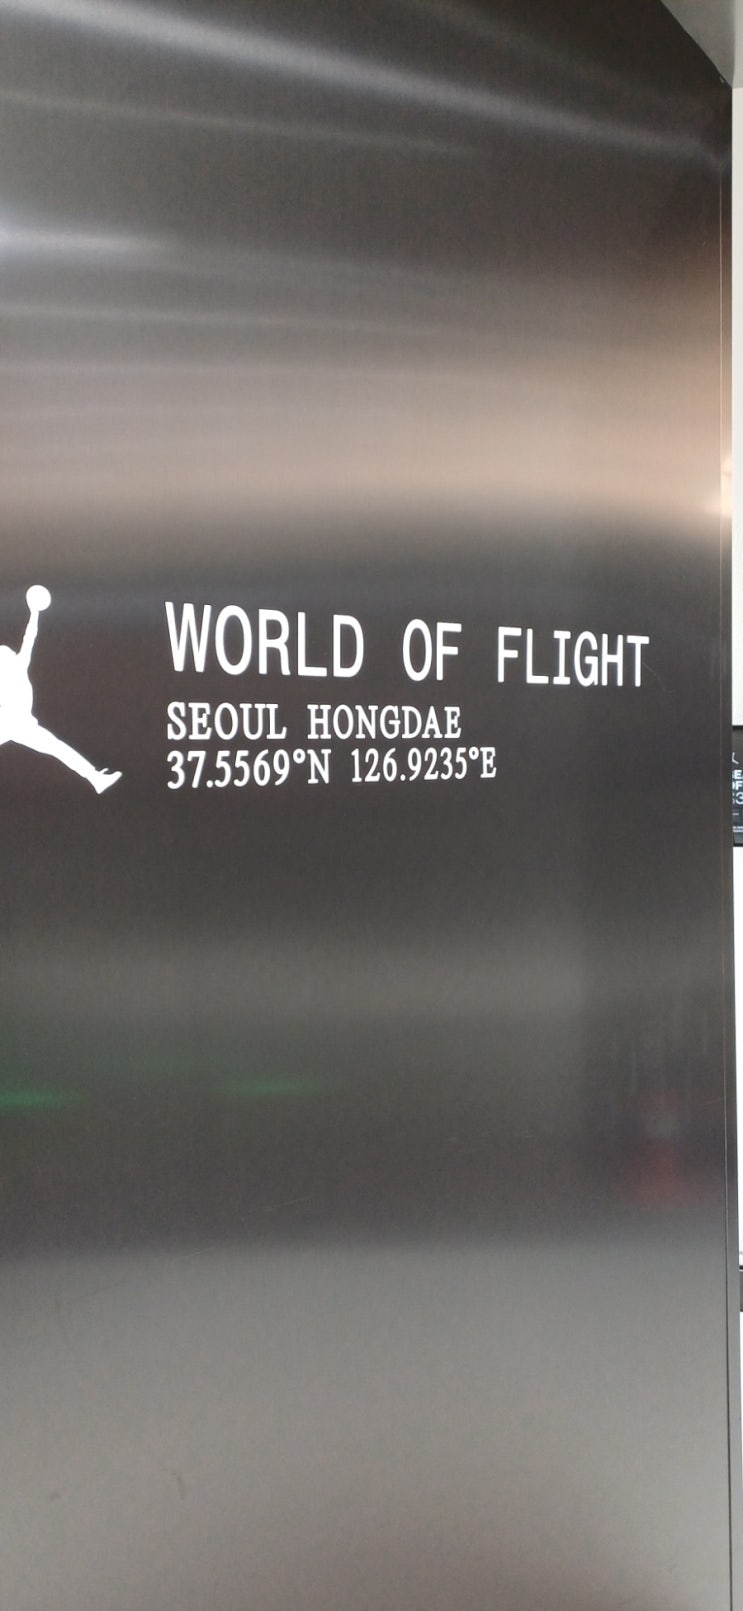 WORLD OF FLIGHT
SEOUL HONGDAE
37.5569°N 126.9235°E